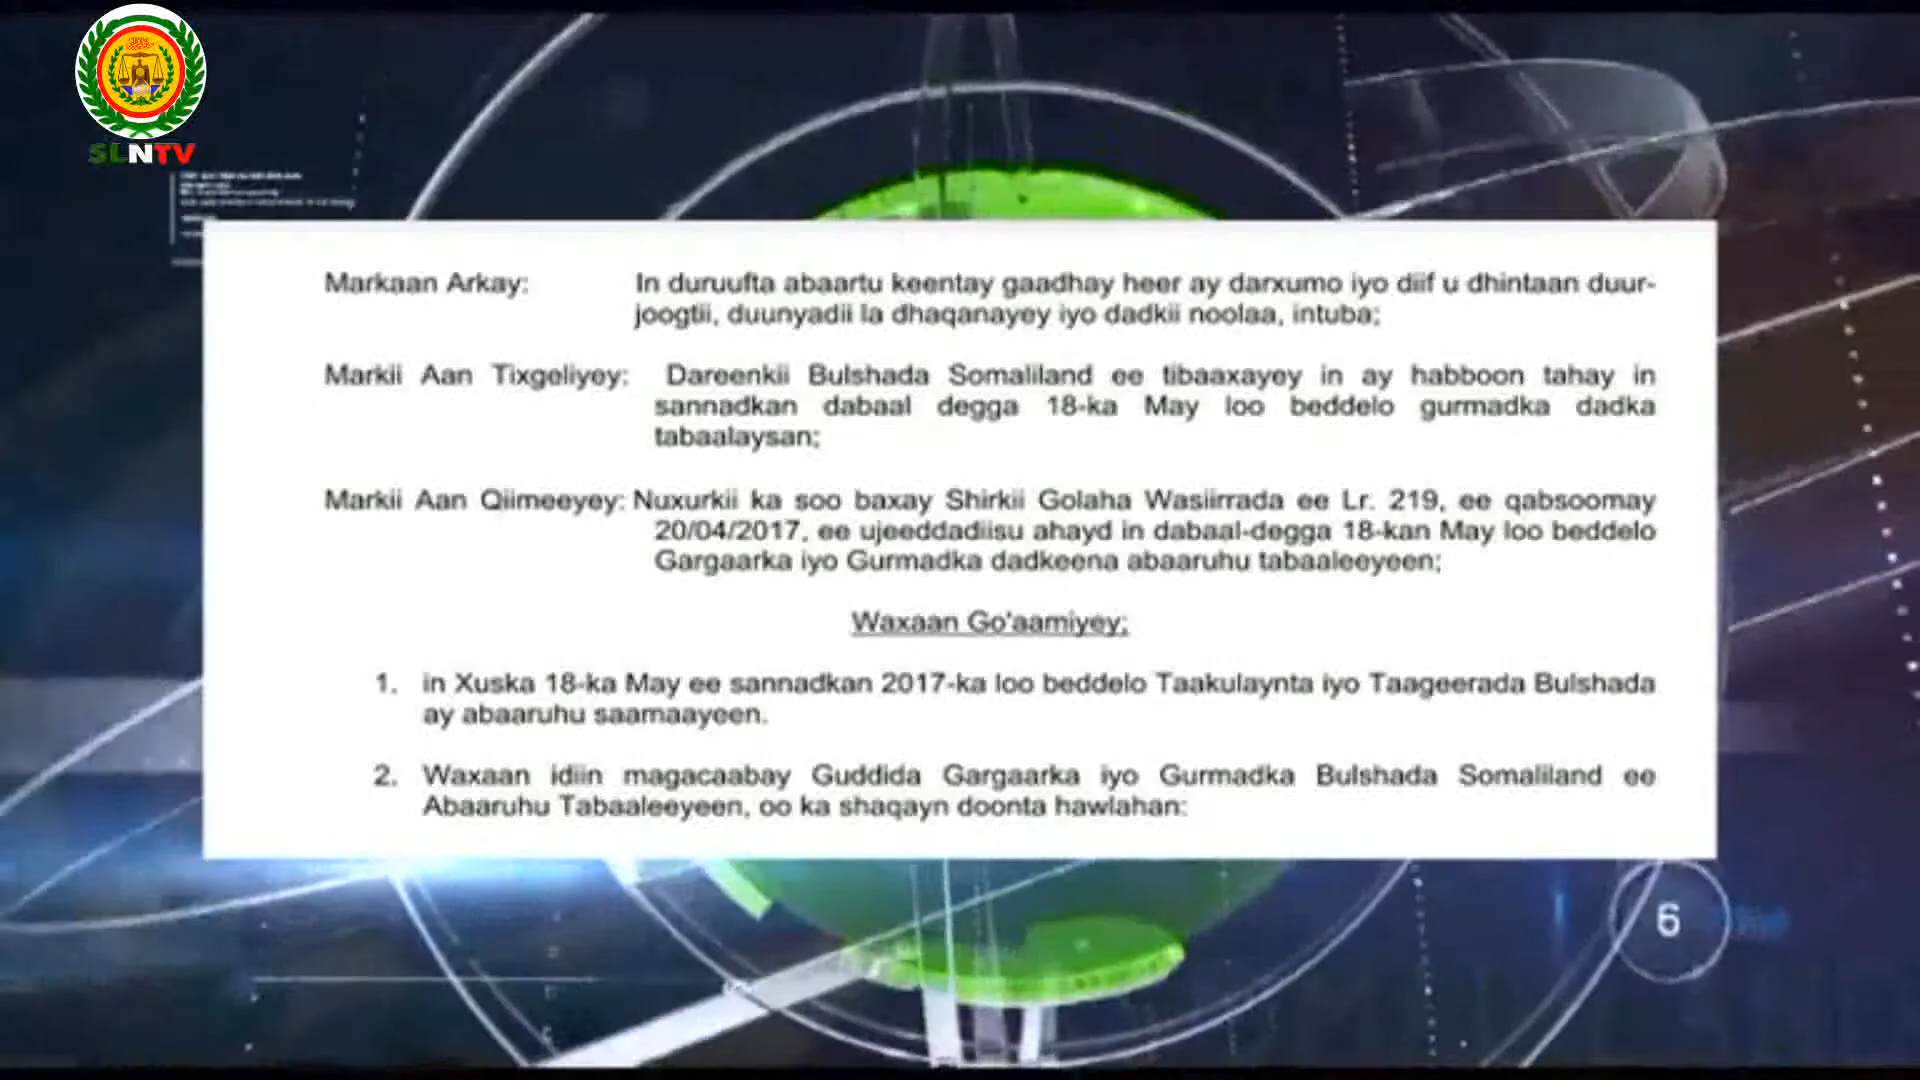 SLNTV
Markaan Arkay: In duruufta abaartu keentay gaadhay heer ay darxumo iyo diif u dhintaan duur-
joogtii, duunyadii la dhaqanayey iyo dadkii noolaa, intuba;
Markii Aan Tixgeliyey: Dareenkii Bulshada Somaliland ee tibaaxayey in ay habboon tahay in
sannadkan dabaal degga 18-ka May loo beddelo gurmadka dadka
tabaalaysan;
Markii Aan Qiimeeyey: Nuxurkii ka soo baxay Shirkii Golaha Wasiirrada ee Lr. 219, ee qabsoomay
20/04/2017, ee ujeeddadiisu ahayd in dabaal-degga 18-kan May loo beddelo
Gargaarka iyo Gurmadka dadkeena abaaruhu tabaaleeyeen;
Waxaan Go'aamiyey;
1. in Xuska 18-ka May ee sannadkan 2017-ka loo beddelo Taakulaynta iyo Taageerada Bulshada
ay abaaruhu saamaayeen.
2. Waxaan idiin magacaabay Guddida Gargaarka iyo Gurmadka Bulshada Somaliland ee
Abaaruhu Tabaaleeyeen, oo ka shaqayn doonta hawlahan:
6